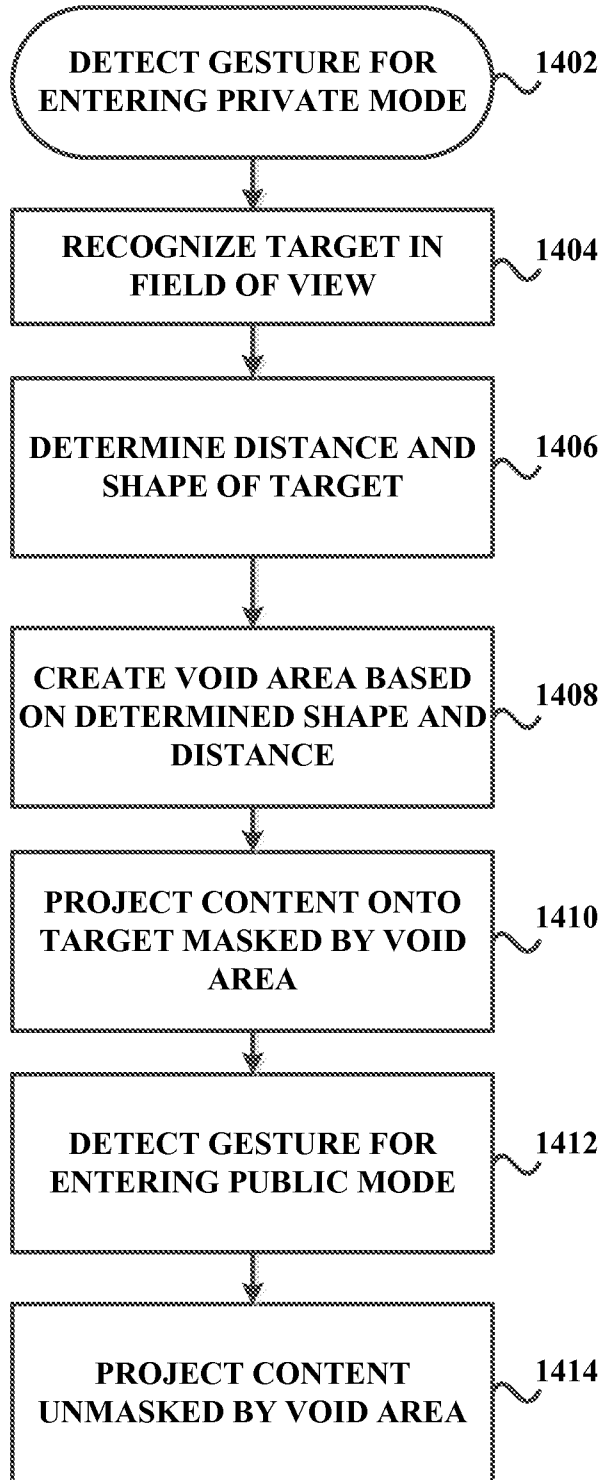 DETECT GESTURE FOR
ENTERING PRIVATE MODE
1402
RECOGNIZE TARGET IN
FIELD OF VIEW
1404
DETERMINE DISTANCE AND
SHAPE OF TARGET
1406
CREATE VOID AREA BASED
ON DETERMINED SHAPE AND
DISTANCE
1408
PROJECT CONTENT ONTO
TARGET MASKED BY VOID
AREA
1410
DETECT GESTURE FOR
ENTERING PUBLIC MODE
1412
PROJECT CONTENT
UNMASKED BY VOID AREA
1414